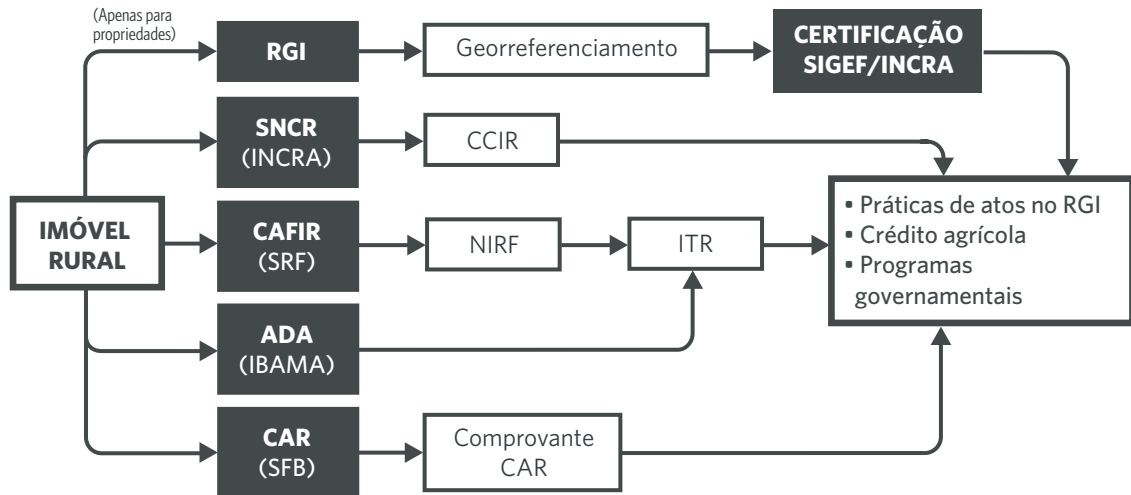 (Apenas para
propriedades)
RGI
Georreferenciamento
CERTIFICAÇÃO
SIGEF/INCRA
SNCR
(INCRA)
CCIR
IMÓVEL
RURAL
CAFIR
(SRF)
NIRF
ITR
• Práticas de atos no RGI
• Crédito agrícola
• Programas
governamentais
ADA
(IBAMA)
CAR
(SFB)
Comprovante
CAR